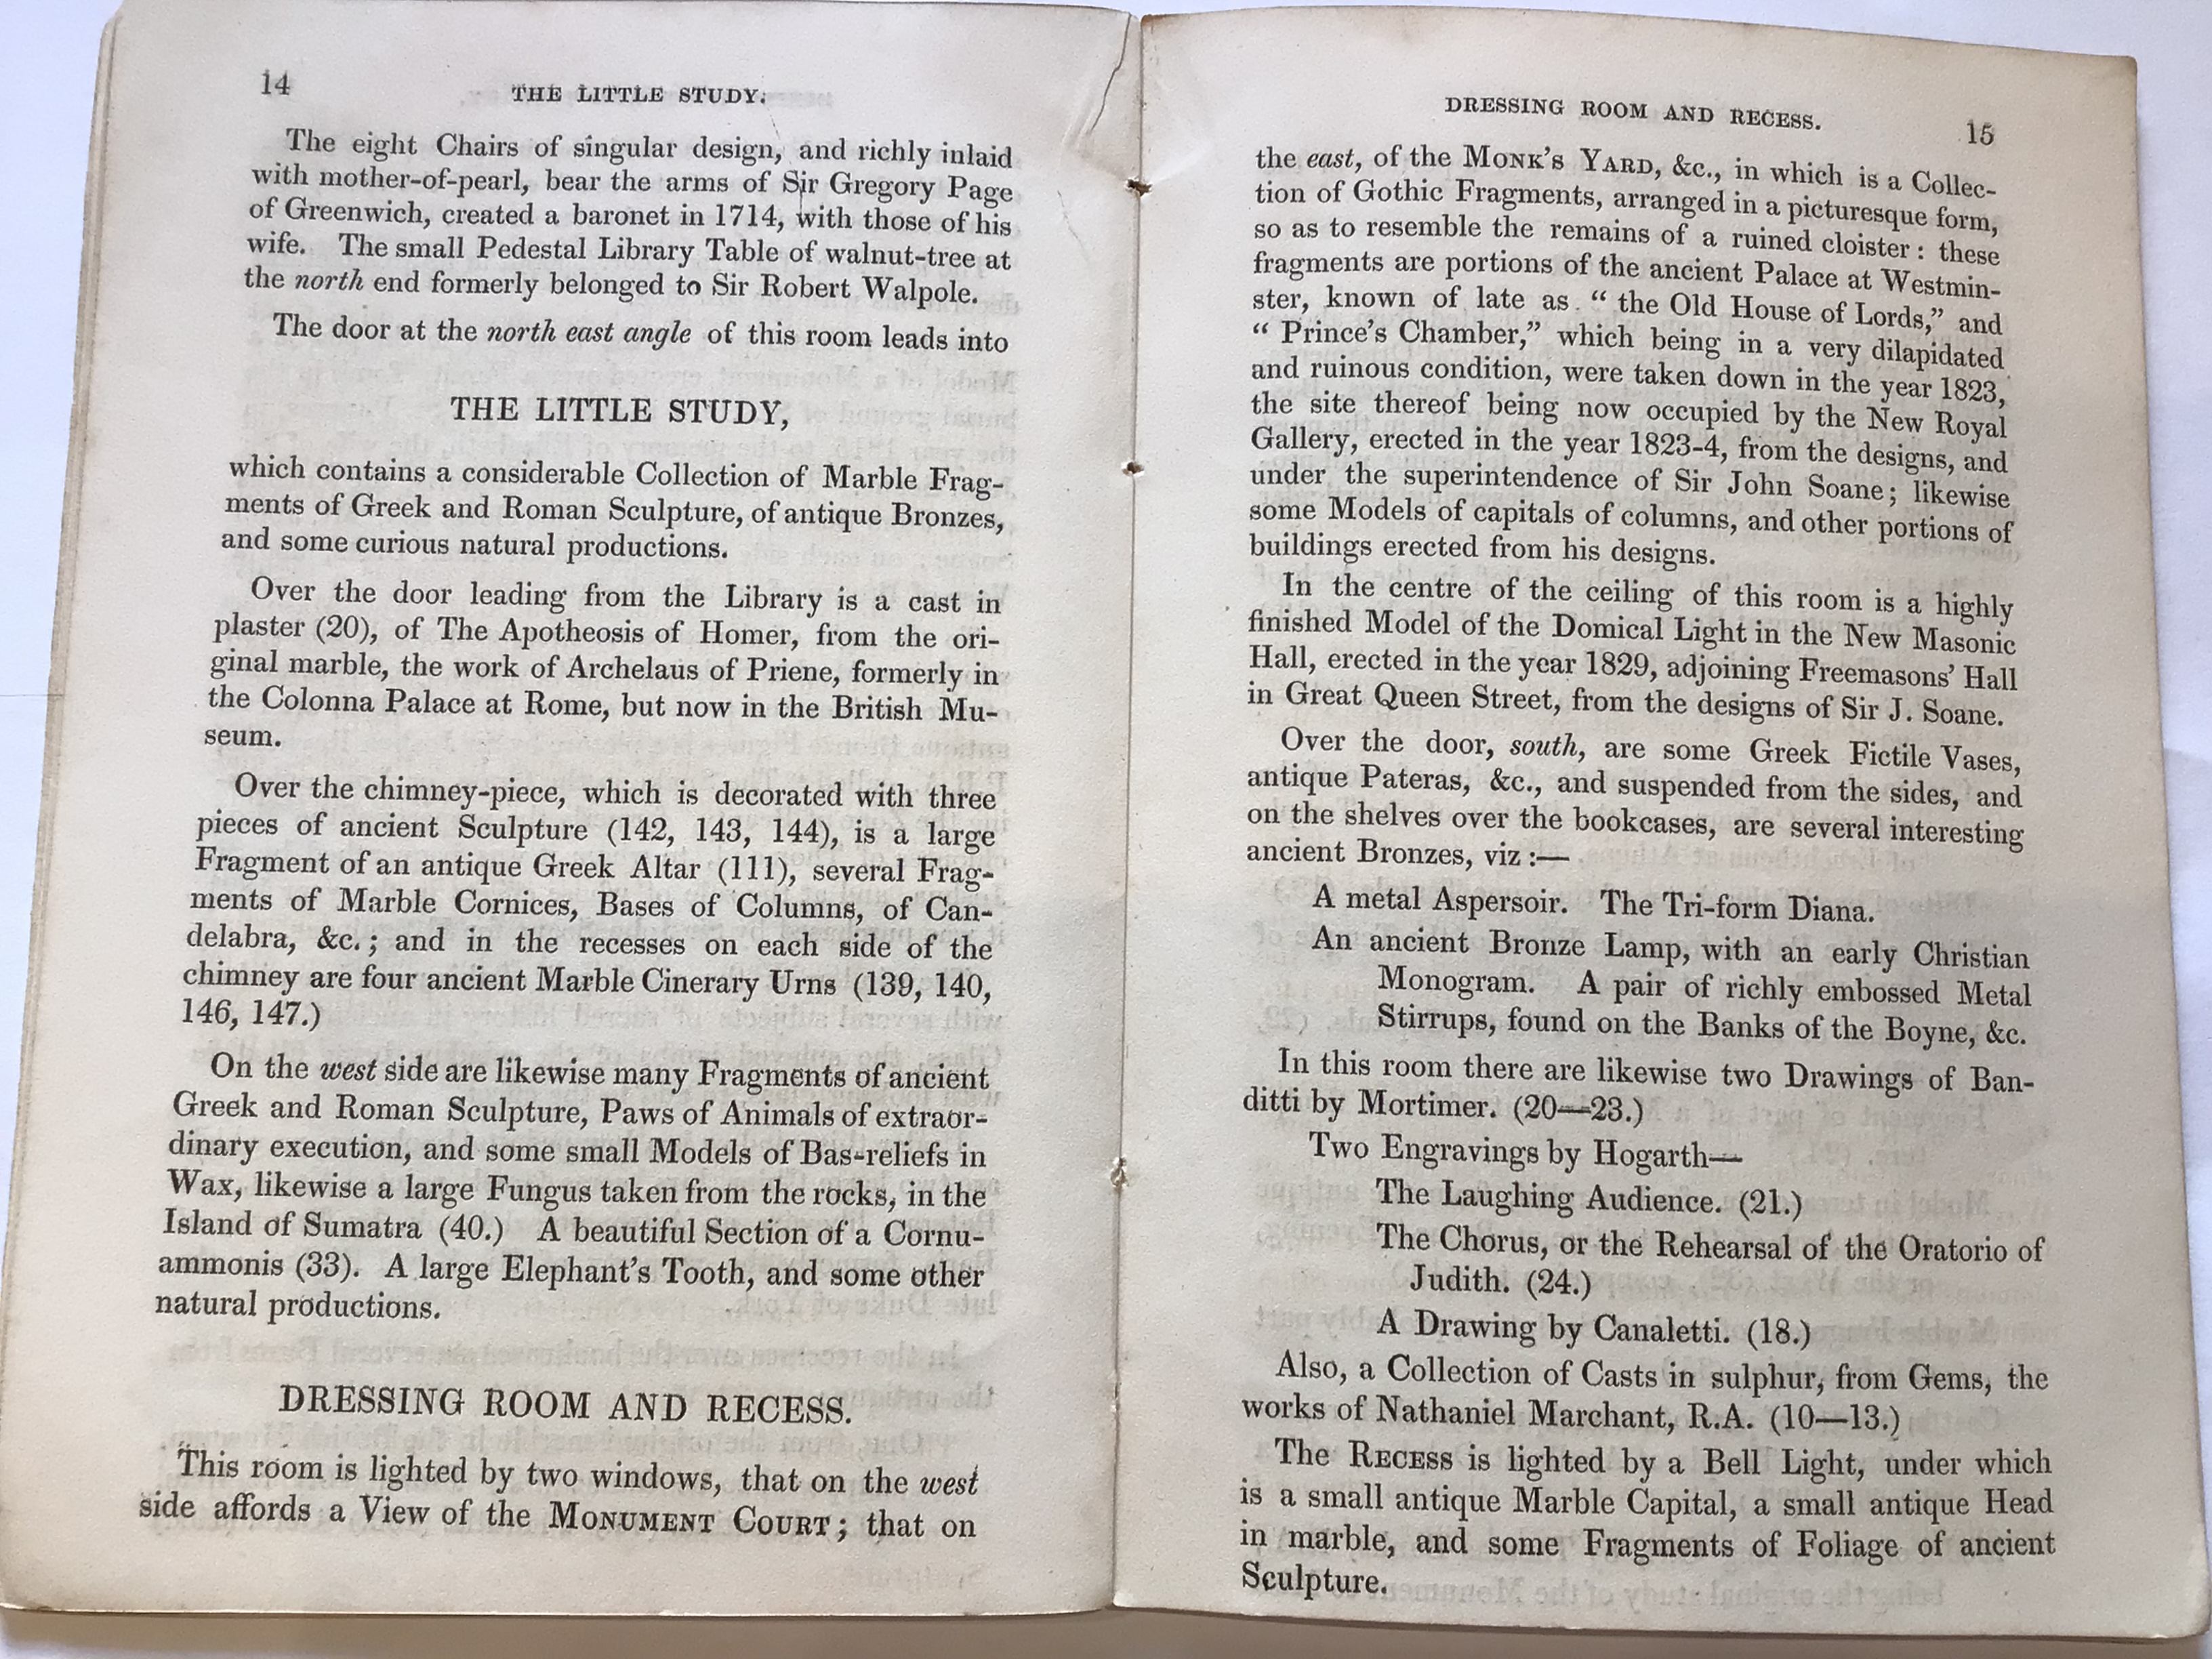 14
THE LITTLE STUDY.
The eight Chairs of singular design, and richly inlaid
with mother-of-pearl, bear the arms of Sir Gregory Page
of Greenwich, created a baronet in 1714, with those of his
wife. The small Pedestal Library Table of walnut-tree at
the north end formerly belonged to Sir Robert Walpole.
The door at the north east angle of this room leads into
THE LITTLE STUDY,
which contains a considerable Collection of Marble Frag-
ments of Greek and Roman Sculpture, of antique Bronzes,
and some curious natural productions.
Over the door leading from the Library is a cast in
plaster (20), of The Apotheosis of Homer, from the ori-
ginal marble, the work of Archelaus of Priene, formerly in
the Colonna Palace at Rome, but now in the British Mu-
seum.
Over the chimney-piece, which is decorated with three
pieces of ancient Sculpture (142, 143, 144), is a large
Fragment of an antique Greek Altar (111), several Frag-
ments of Marble Cornices, Bases of Columns, of Can-
delabra, &c.; and in the recesses on each side of the
chimney are four ancient Marble Cinerary Urns (139, 140,
146, 147.)
On the west side are likewise many Fragments of ancient
Greek and Roman Sculpture, Paws of Animals of extraor-
dinary execution, and some small Models of Bas-reliefs in
Wax, likewise a large Fungus taken from the rocks, in the
Island of Sumatra (40.) A beautiful Section of a Cornu-
ammonis (33). A large Elephant's Tooth, and some other
natural productions.
DRESSING ROOM AND RECESS.
This room is lighted by two windows, that on the west
side affords a View of the MONUMENT COURT; that on
DRESSING ROOM AND RECESS.
15
the east, of the MONK'S YARD, &c., in which is a Collec-
tion of Gothic Fragments, arranged in a picturesque form,
so as to resemble the remains of a ruined cloister: these
fragments are portions of the ancient Palace at Westmin-
ster, known of late as "the Old House of Lords," and
"Prince's Chamber," which being in a very dilapidated
and ruinous condition, were taken down in the year 1823,
the site thereof being now occupied by the New Royal
Gallery, erected in the year 1823-4, from the designs, and
under the superintendence of Sir John Soane; likewise
some Models of capitals of columns, and other portions of
buildings erected from his designs.
In the centre of the ceiling of this room is a highly
finished Model of the Domical Light in the New Masonic
Hall, erected in the year 1829, adjoining Freemasons' Hall
in Great Queen Street, from the designs of Sir J. Soane.
Over the door, south, are some Greek Fictile Vases,
antique Pateras, &c., and suspended from the sides, and
on the shelves over the bookcases, are several interesting
ancient Bronzes, viz:—
A metal Aspersoir. The Tri-form Diana.
An ancient Bronze Lamp, with an early Christian
Monogram. A pair of richly embossed Metal
Stirrups, found on the Banks of the Boyne, &c.
In this room there are likewise two Drawings of Ban-
ditti by Mortimer. (20—23.)
Two Engravings by Hogarth—
The Laughing Audience. (21.)
The Chorus, or the Rehearsal of the Oratorio of
Judith. (24.)
A Drawing by Canaletti. (18.)
Also, a Collection of Casts in sulphur, from Gems, the
works of Nathaniel Marchant, R.A. (10—13.)
The RECESS is lighted by a Bell Light, under which
is a small antique Marble Capital, a small antique Head
in marble, and some Fragments of Foliage of ancient
Sculpture.